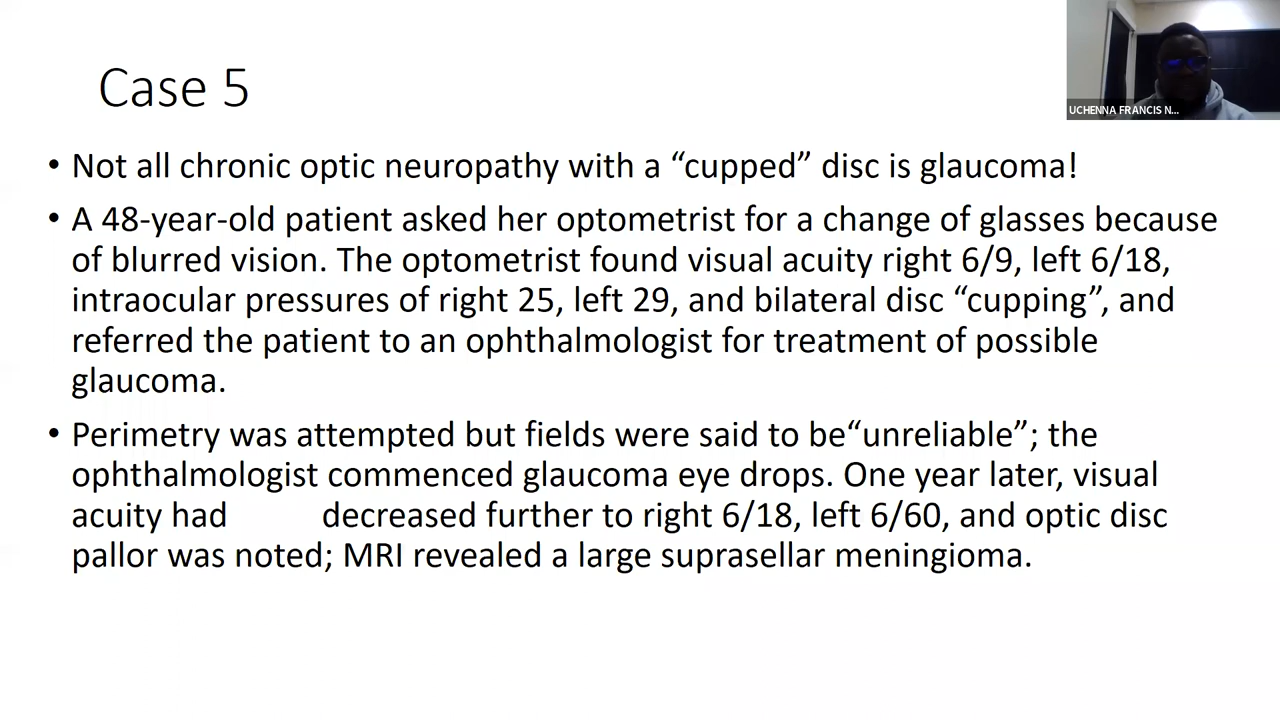 Case 5
UCHENNA FRANCIS N...
• Not all chronic optic neuropathy with a “cupped” disc is glaucoma!
• A 48-year-old patient asked her optometrist for a change of glasses because
of blurred vision. The optometrist found visual acuity right 6/9, left 6/18,
intraocular pressures of right 25, left 29, and bilateral disc “cupping”, and
referred the patient to an ophthalmologist for treatment of possible
glaucoma.
• Perimetry was attempted but fields were said to be“unreliable”; the
ophthalmologist commenced glaucoma eye drops. One year later, visual
acuity had decreased further to right 6/18, left 6/60, and optic disc
pallor was noted; MRI revealed a large suprasellar meningioma.